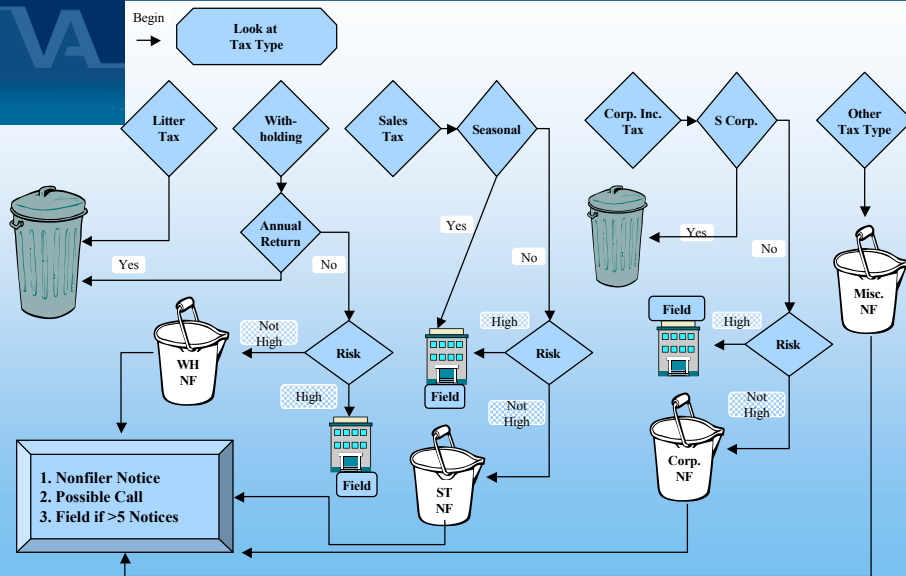 VA
Begin
Look at
Tax Type
Litter
Tax
With-
holding
Sales
Tax
Seasonal
Corp. Inc.
Tax
S Corp.
Other
Tax Type
Annual
Return
Yes
No
Yes
No
Yes
No
Misc.
NF
Not
High
WH
NF
Risk
High
Field
High
Risk
Field
Not
High
ST
NF
Field
High
Risk
Not
High
Corp.
NF
1. Nonfiler Notice
2. Possible Call
3. Field if >5 Notices